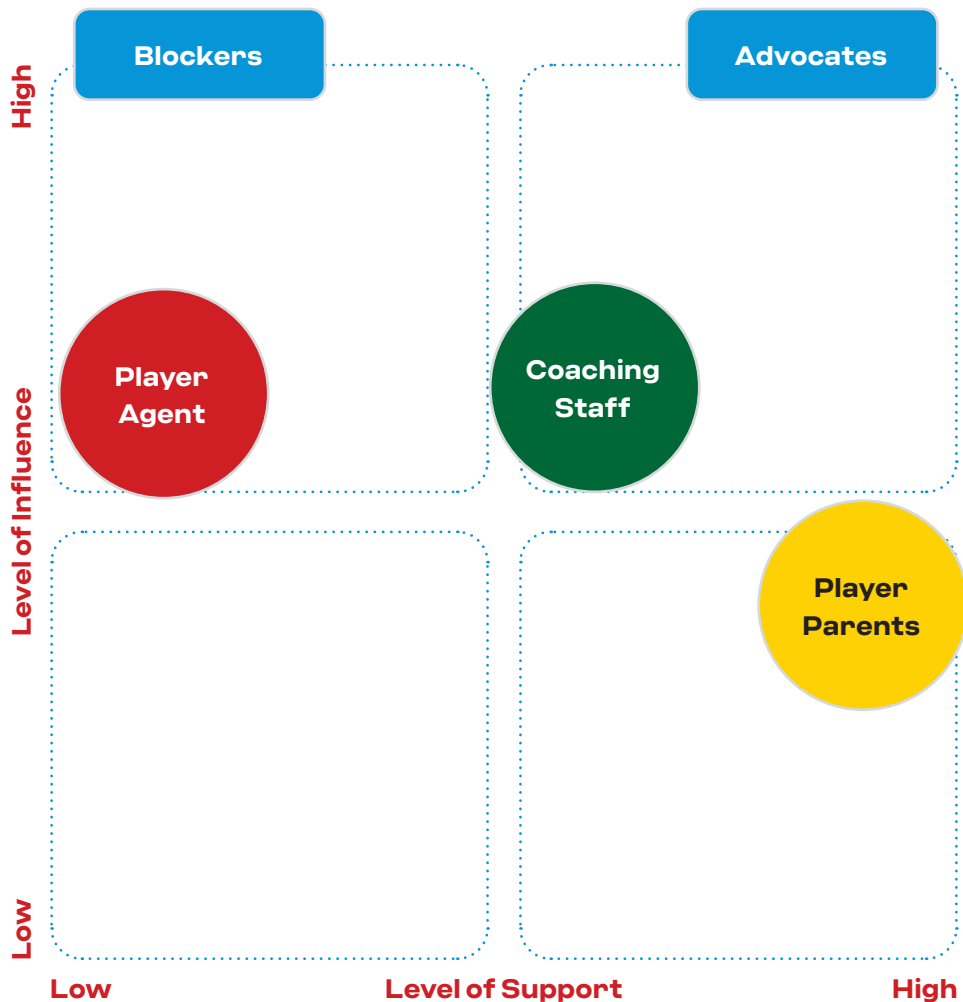 Blockers
Advocates
High
Player
Agent
Coaching
Staff
Level of Influence
Player
Parents
Low
Low
Level of Support
High